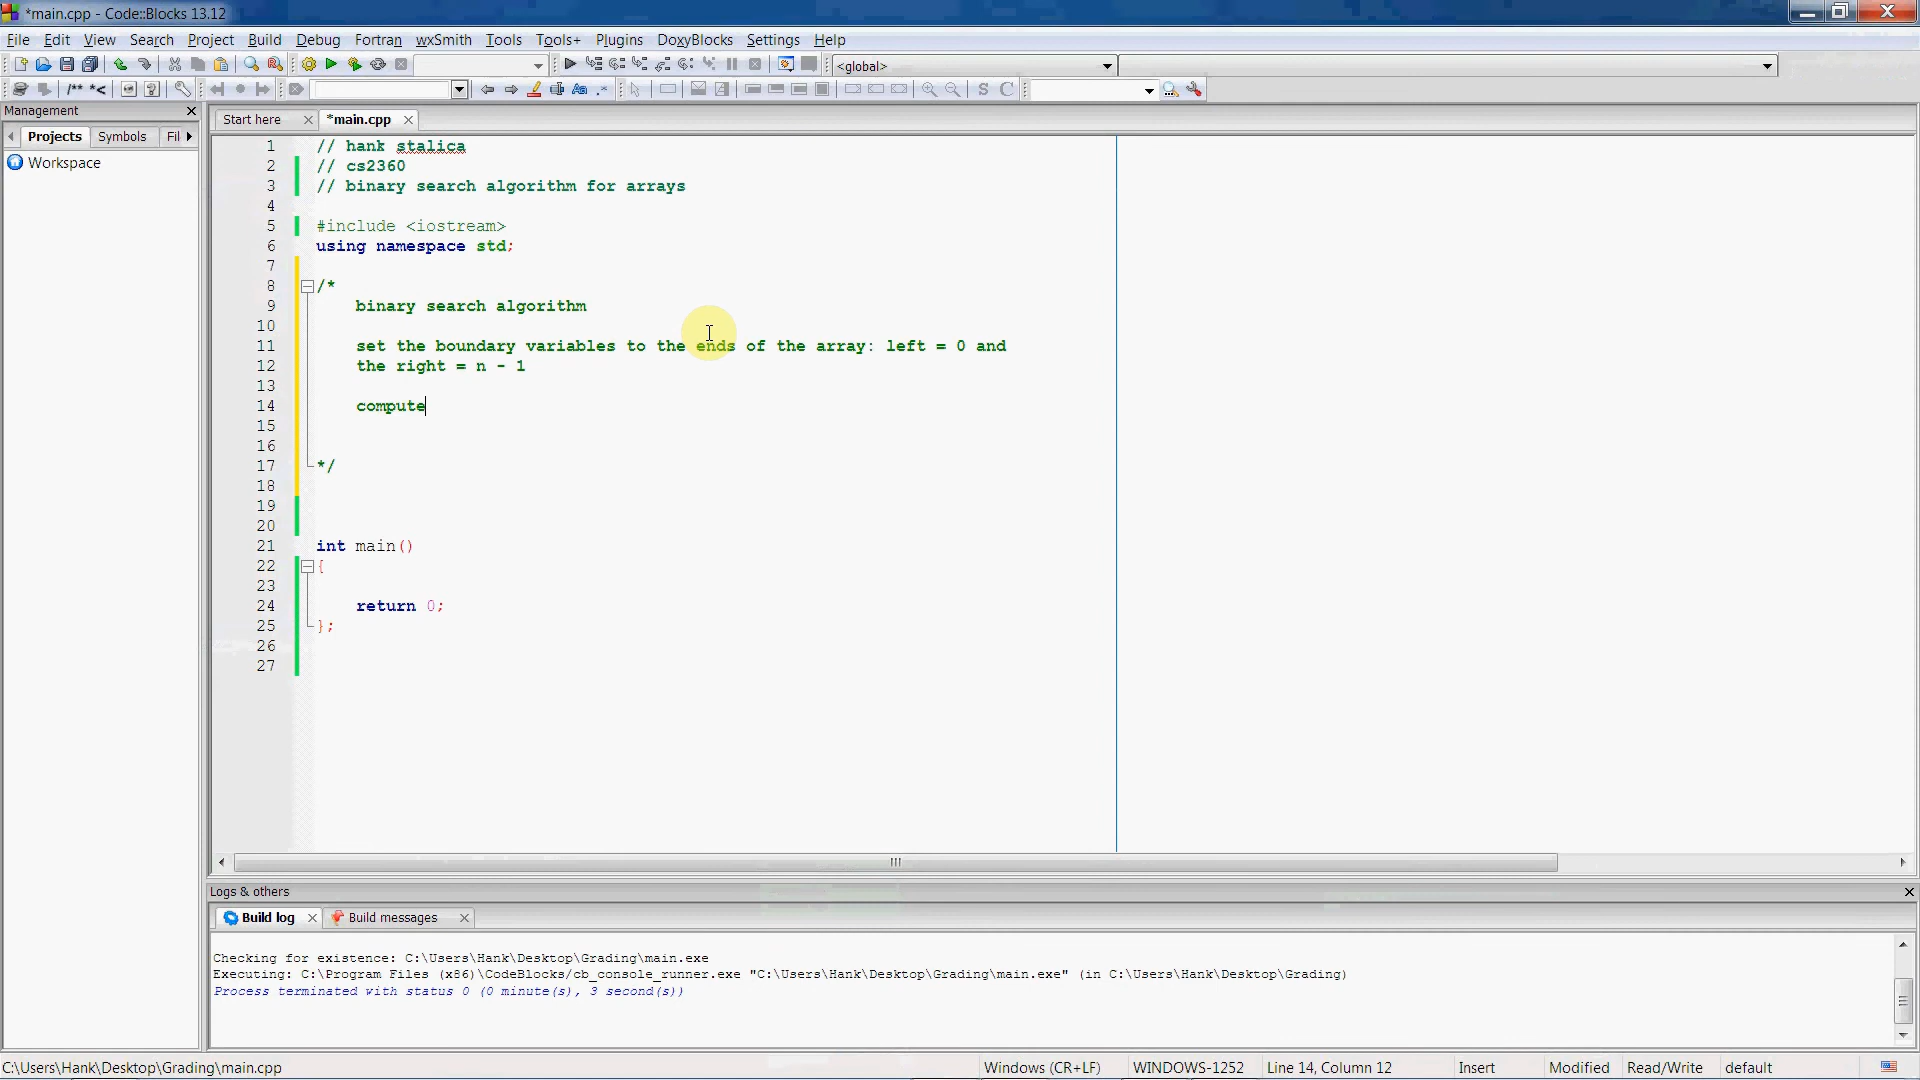 *main.cpp - Code::Blocks 13.12
File Edit View Search Project Build Debug Fortran wxSmith Tools Tools+ Plugins DoxyBlocks Settings Help
<global>
/** *<
S C
Management
Start here *main.cpp
Projects Symbols Fil
Workspace
1 // hank stalica
2 // cs2360
3 // binary search algorithm for arrays
4
5 #include <iostream>
6 using namespace std;
7
8 /*
9 binary search algorithm
10
11 set the boundary variables to the ends of the array: left = 0 and
12 the right = n - 1
13
14 compute
15
16
17 */
18
19
20
21 int main()
22 {
23
24 return 0;
25 };
26
27
Logs & others
Build log Build messages
Checking for existence: C:\Users\Hank\Desktop\Grading\main.exe
Executing: C:\Program Files (x86)\CodeBlocks/cb_console_runner.exe "C:\Users\Hank\Desktop\Grading\main.exe" (in C:\Users\Hank\Desktop\Grading)
Process terminated with status 0 (0 minute(s), 3 second(s))
C:\Users\Hank\Desktop\Grading\main.cpp Windows (CR+LF) WINDOWS-1252 Line 14, Column 12 Insert Modified Read/Write default